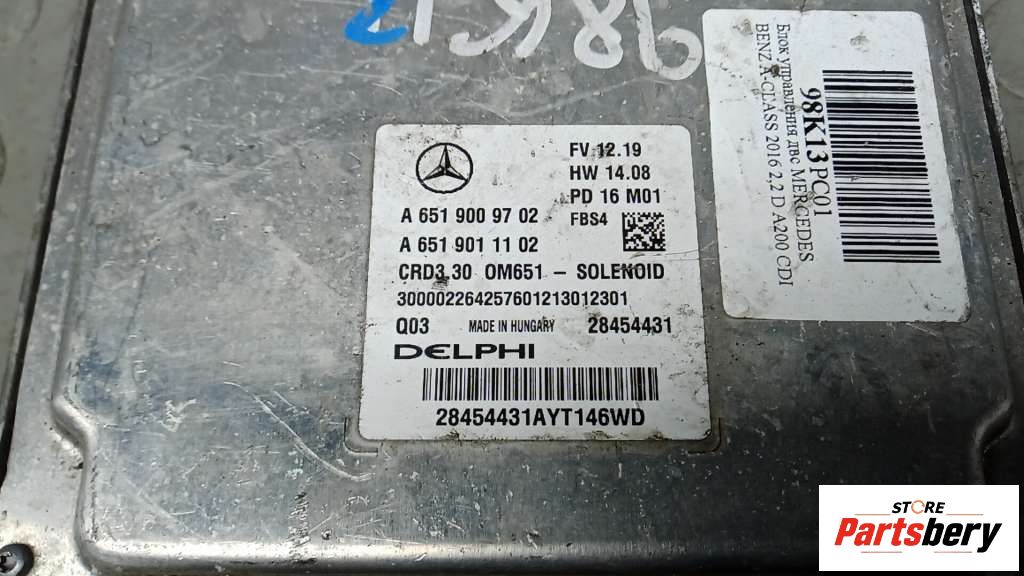 98K13
FV 12.19
HW 14.08
PD 16 M01
FBS4
A 651 900 97 02
A 651 901 11 02
CRD3.30 OM651 – SOLENOID
300002264257601213012301
Q03 MADE IN HUNGARY 28454431
DELPHI
28454431AYT146WD
98K13PC01
Блок управления двс MERCEDES
BENZ A-CLASS 2016 2,2 D A200 CDI
STORE
Partsbery